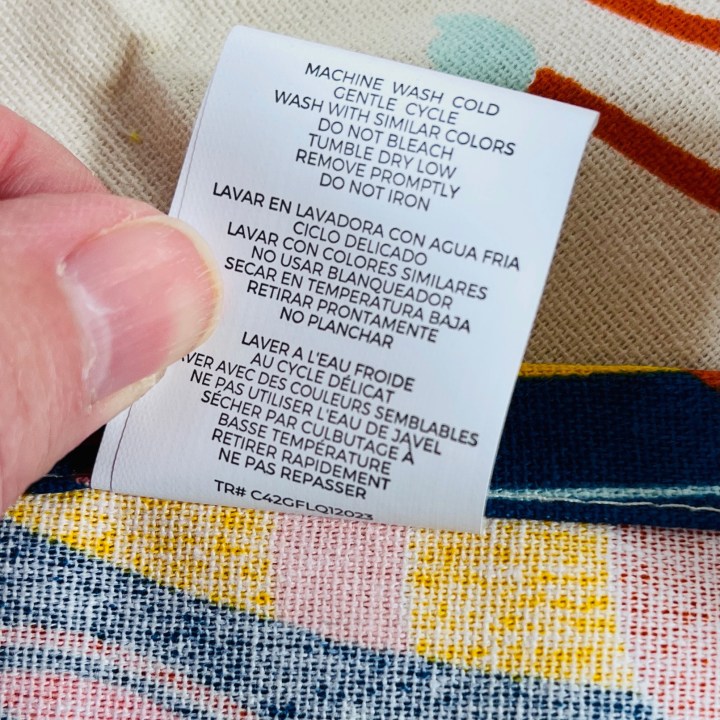 MACHINE WASH COLD
GENTLE CYCLE
WASH WITH SIMILAR COLORS
DO NOT BLEACH
TUMBLE DRY LOW
REMOVE PROMPTLY
DO NOT IRON
LAVAR EN LAVADORA CON AGUA FRIA
CICLO DELICADO
LAVAR CON COLORES SIMILARES
NO USAR BLANQUEADOR
SECAR EN TEMPERATURA BAJA
RETIRAR PRONTAMENTE
NO PLANCHAR
LAVER A L'EAU FROIDE
AU CYCLE DÉLICAT
AVER AVEC DES COULEURS SEMBLABLES
NE PAS UTILISER L'EAU DE JAVEL
SÉCHER PAR CULBUTAGE À
BASSE TEMPÉRATURE
RETIRER RAPIDEMENT
NE PAS REPASSER
TR# C42GFLQ12023